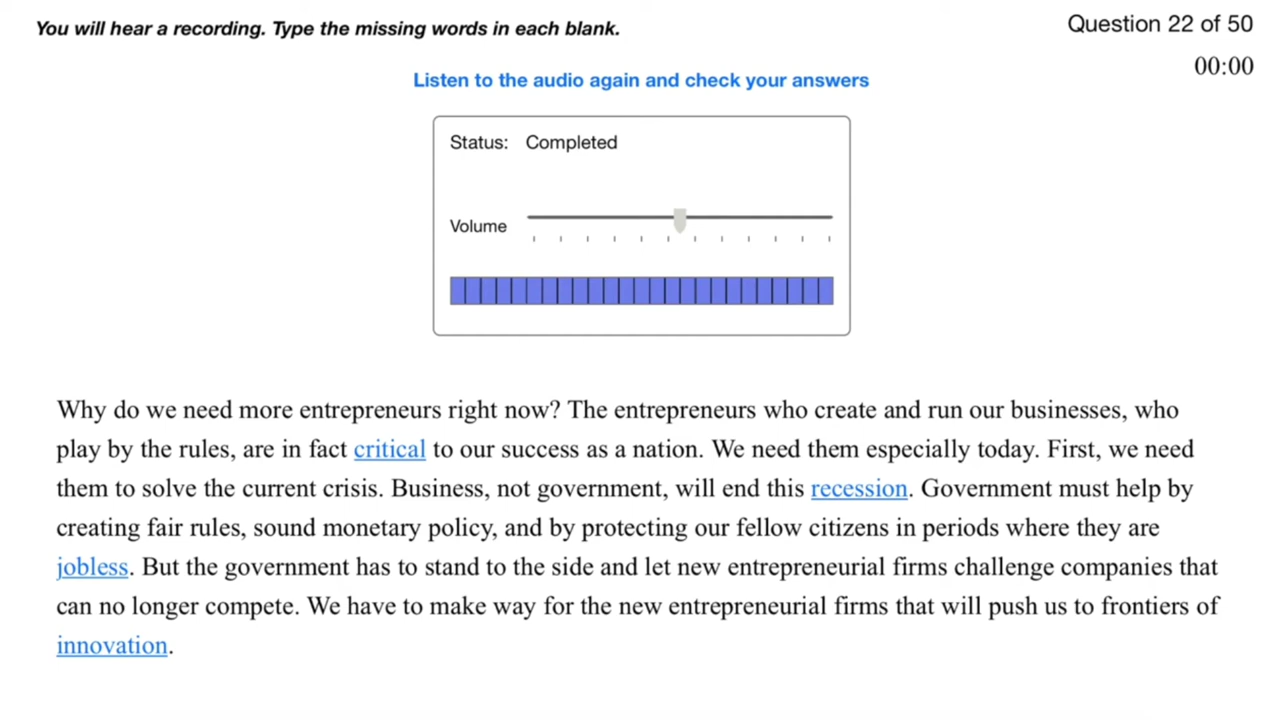 You will hear a recording. Type the missing words in each blank.
Question 22 of 50
00:00
Listen to the audio again and check your answers
Status: Completed
Volume
Why do we need more entrepreneurs right now? The entrepreneurs who create and run our businesses, who
play by the rules, are in fact critical to our success as a nation. We need them especially today. First, we need
them to solve the current crisis. Business, not government, will end this recession. Government must help by
creating fair rules, sound monetary policy, and by protecting our fellow citizens in periods where they are
jobless. But the government has to stand to the side and let new entrepreneurial firms challenge companies that
can no longer compete. We have to make way for the new entrepreneurial firms that will push us to frontiers of
innovation.